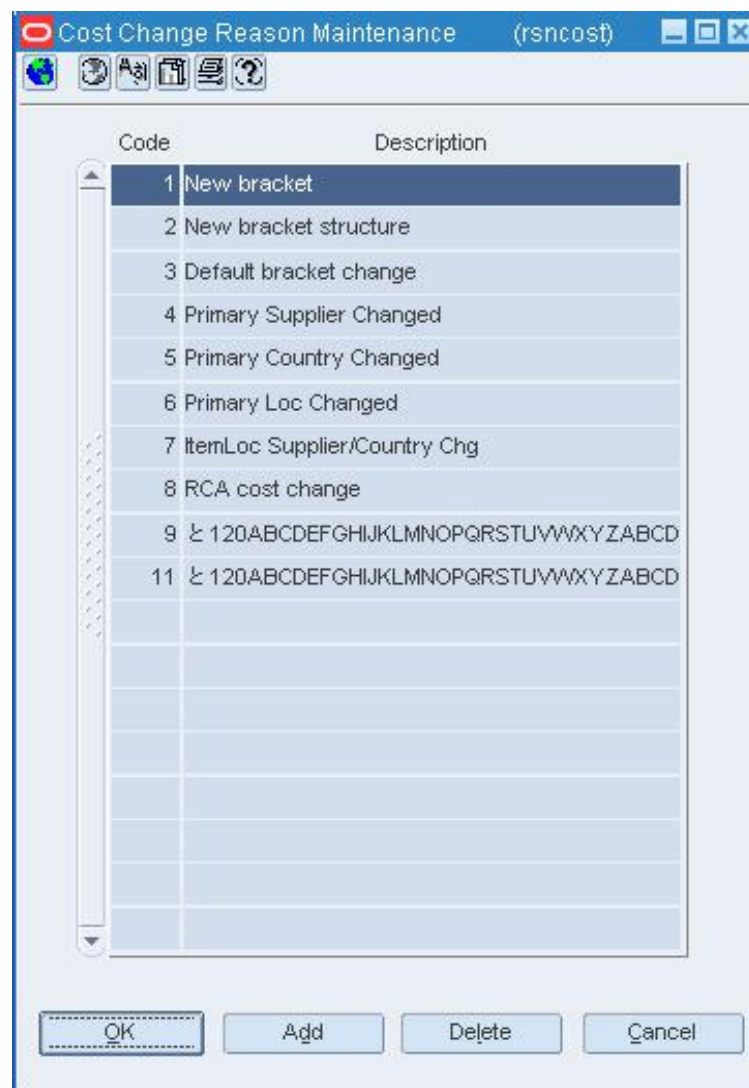 Cost Change Reason Maintenance (rsncost)
Code Description
1 New bracket
2 New bracket structure
3 Default bracket change
4 Primary Supplier Changed
5 Primary Country Changed
6 Primary Loc Changed
7 ItemLoc Supplier/Country Chg
8 RCA cost change
9 と120ABCDEFGHIJKLMNOPQRSTUVWXYZABCD
11 と120ABCDEFGHIJKLMNOPQRSTUVWXYZABCD
OK Add Delete Cancel